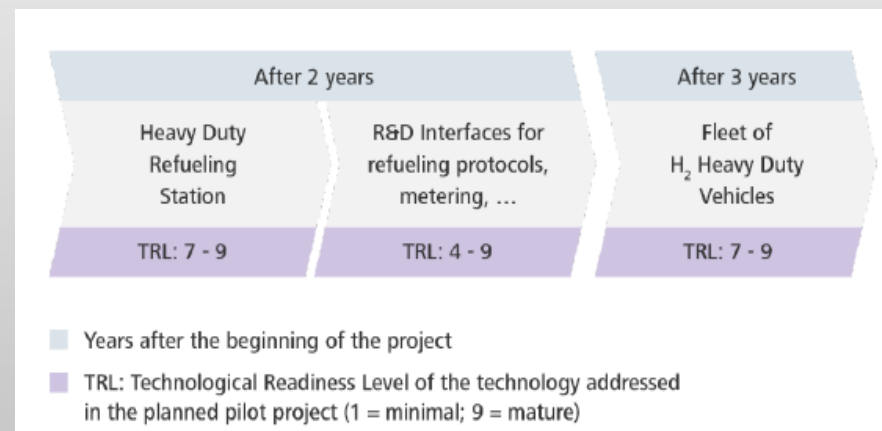 After 2 years
After 3 years
Heavy Duty
Refueling
Station
R&D Interfaces for
refueling protocols,
metering, ...
Fleet of
H₂ Heavy Duty
Vehicles
TRL: 7 - 9
TRL: 4 - 9
TRL: 7 - 9
Years after the beginning of the project
TRL: Technological Readiness Level of the technology addressed
in the planned pilot project (1 = minimal; 9 = mature)